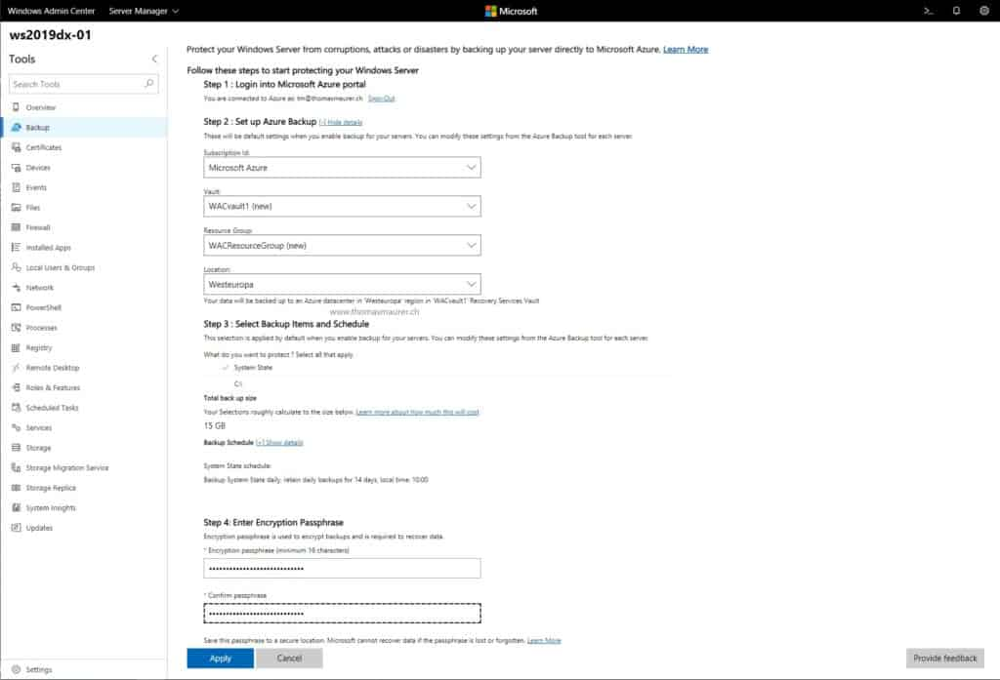 Windows Admin Center Server Manager Microsoft
ws2019dx-01
Tools
Search Tools
Overview
Backup
Certificates
Devices
Events
Files
Firewall
Installed Apps
Local Users & Groups
Network
PowerShell
Processes
Registry
Remote Desktop
Roles & Features
Scheduled Tasks
Services
Storage
Storage Migration Service
Storage Replica
System Insights
Updates
Settings
Protect your Windows Server from corruptions, attacks or disasters by backing up your server directly to Microsoft Azure. Learn More
Follow these steps to start protecting your Windows Server
Step 1 : Login into Microsoft Azure portal
You are connected to Azure as: tm@thomasmaurer.ch Sign-Out
Step 2 : Set up Azure Backup [-] Hide details
These will be default settings when you enable backup for your servers. You can modify these settings from the Azure Backup tool for each server.
Subscription Id:
Microsoft Azure
Vault:
WACvault1 (new)
Resource Group:
WACResourceGroup (new)
Location:
Westeuropa
Your data will be backed up to an Azure datacenter in 'Westeuropa' region in 'WACvault1' Recovery Services Vault
www.thomasmaurer.ch
Step 3 : Select Backup Items and Schedule
This selection is applied by default when you enable backup for your servers. You can modify these settings from the Azure Backup tool for each server.
What do you want to protect ? Select all that apply
System State
C:\
Total back up size
Your Selections roughly calculate to the size below. Learn more about how much this will cost
15 GB
Backup Schedule [+] Show details
System State schedule:
Backup System State daily, retain daily backups for 14 days, local time: 10:00
Step 4: Enter Encryption Passphrase
Encryption passphrase is used to encrypt backups and is required to recover data.
* Encryption passphrase (minimum 16 characters)
* Confirm passphrase
Save this passphrase to a secure location. Microsoft cannot recover data if the passphrase is lost or forgotten. Learn More
Apply Cancel Provide feedback